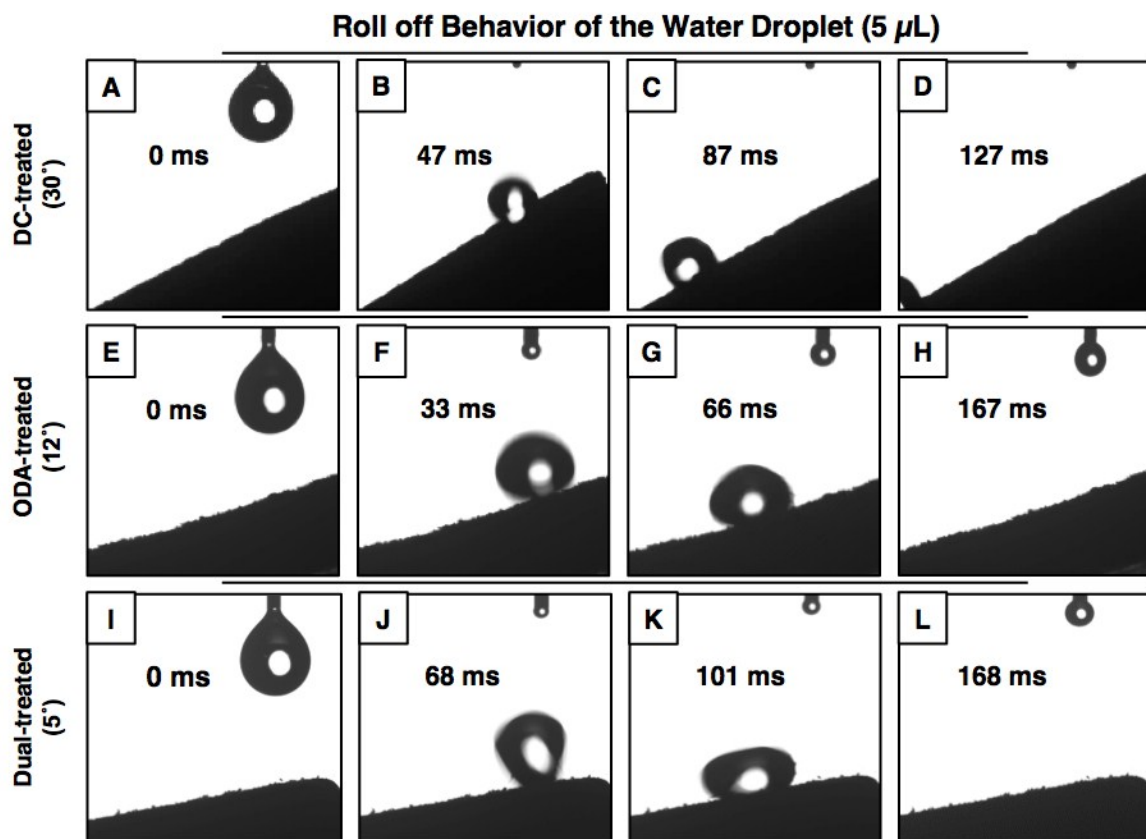 Roll off Behavior of the Water Droplet (5 µL)
DC-treated
(30˚)
A
0 ms
B
47 ms
C
87 ms
D
127 ms
ODA-treated
(12˚)
E
0 ms
F
33 ms
G
66 ms
H
167 ms
Dual-treated
(5˚)
I
0 ms
J
68 ms
K
101 ms
L
168 ms